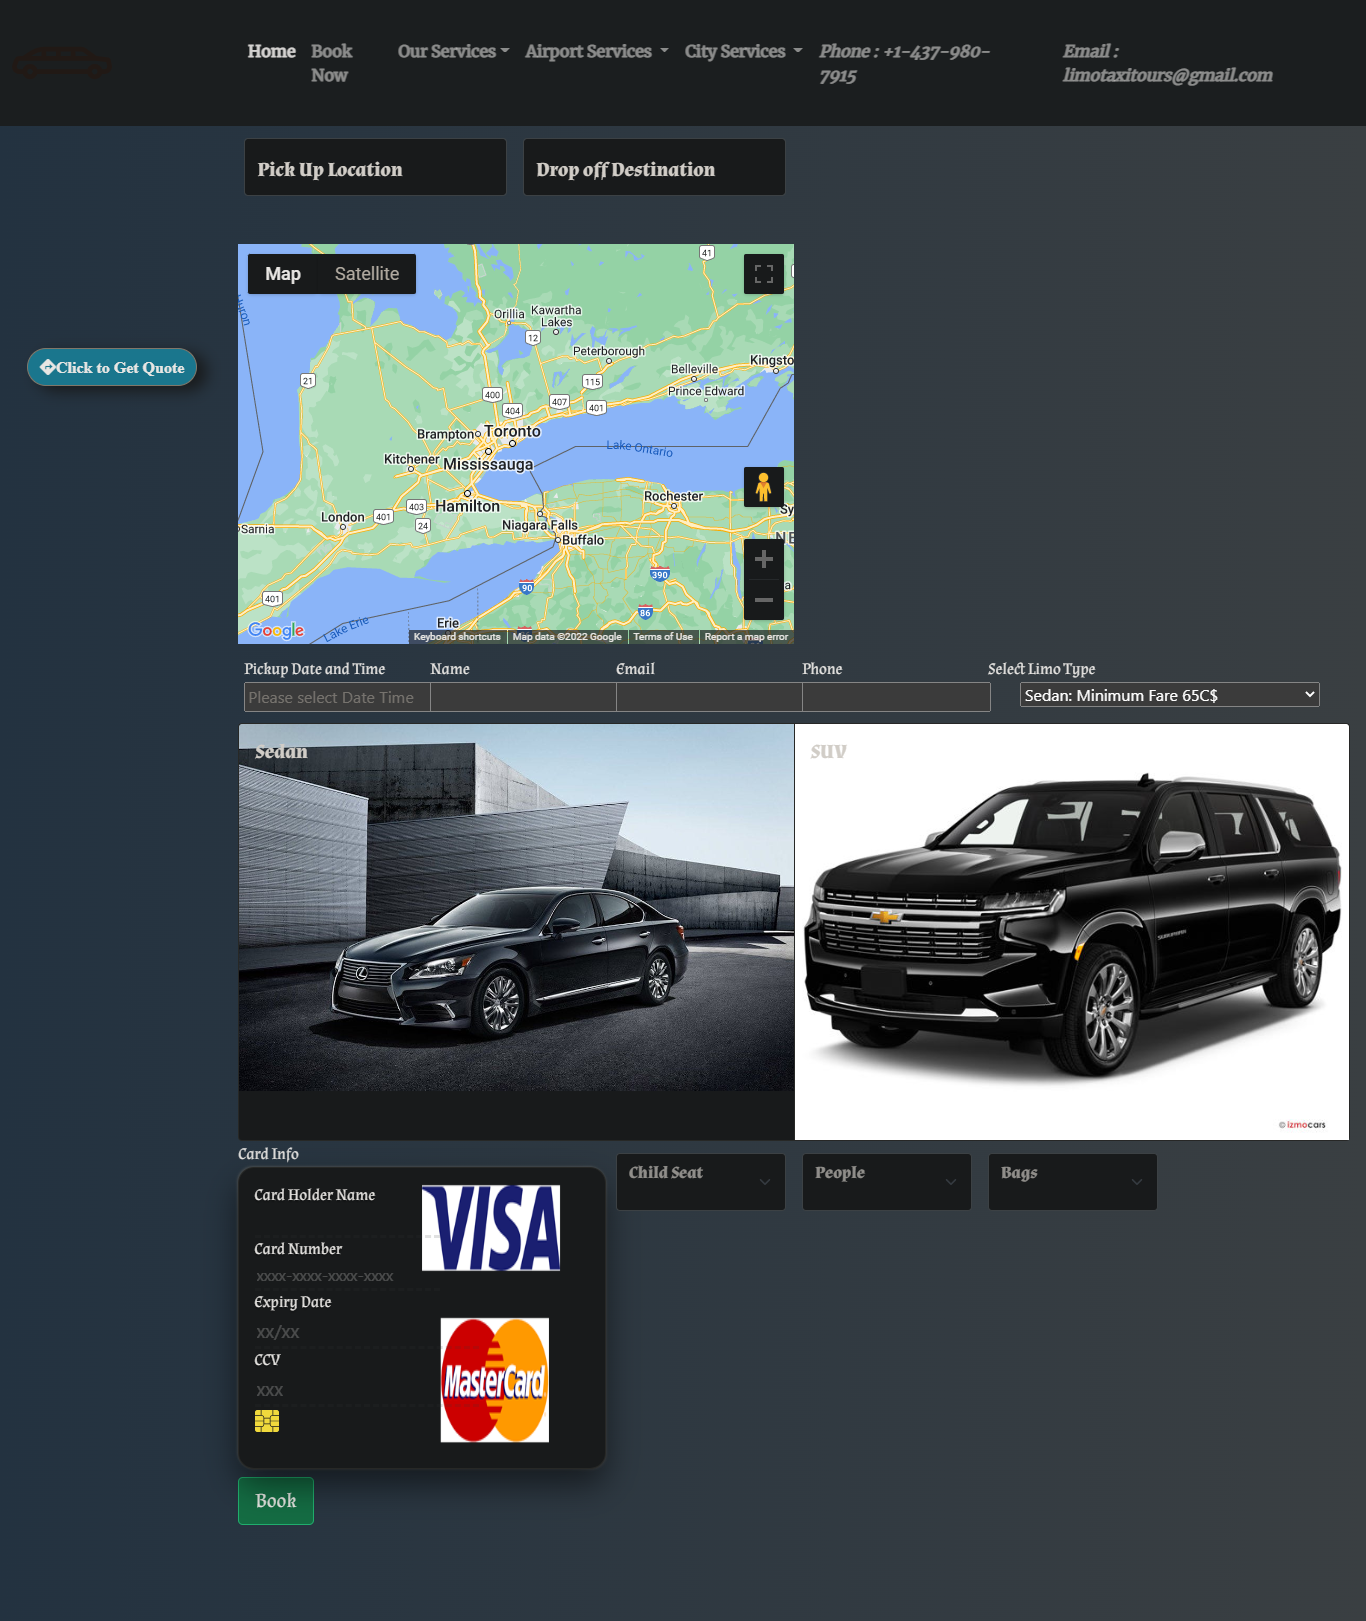 Home
Book Now
Our Services
Airport Services
City Services
Phone : +1-437-980-7915
Email : limotaxitours@gmail.com
Pick Up Location
Drop off Destination
Click to Get Quote
Map
Satellite
41
Huron
Orillia
Kawartha Lakes
12
Peterborough
Kingsto
Belleville
21
115
Prince Edward
400
407
404
401
Brampton
Toronto
Lake Ontario
Kitchener
Mississauga
Rochester
403
Hamilton
London
401
24
Niagara Falls
Sy
Sarnia
Buffalo
NE
390
90
a
401
86
Erie
Lake Erie
Google
Keyboard shortcuts
Map data ©2022 Google
Terms of Use
Report a map error
Pickup Date and Time
Name
Email
Phone
Select Limo Type
Please select Date Time
Sedan: Minimum Fare 65C$
Sedan
SUV
SUBURBAN
© izmocars
Card Info
Card Holder Name
VISA
Card Number
xxxx-xxxx-xxxx-xxxx
Expiry Date
xx/xx
CCV
xxx
MasterCard
Child Seat
People
Bags
Book